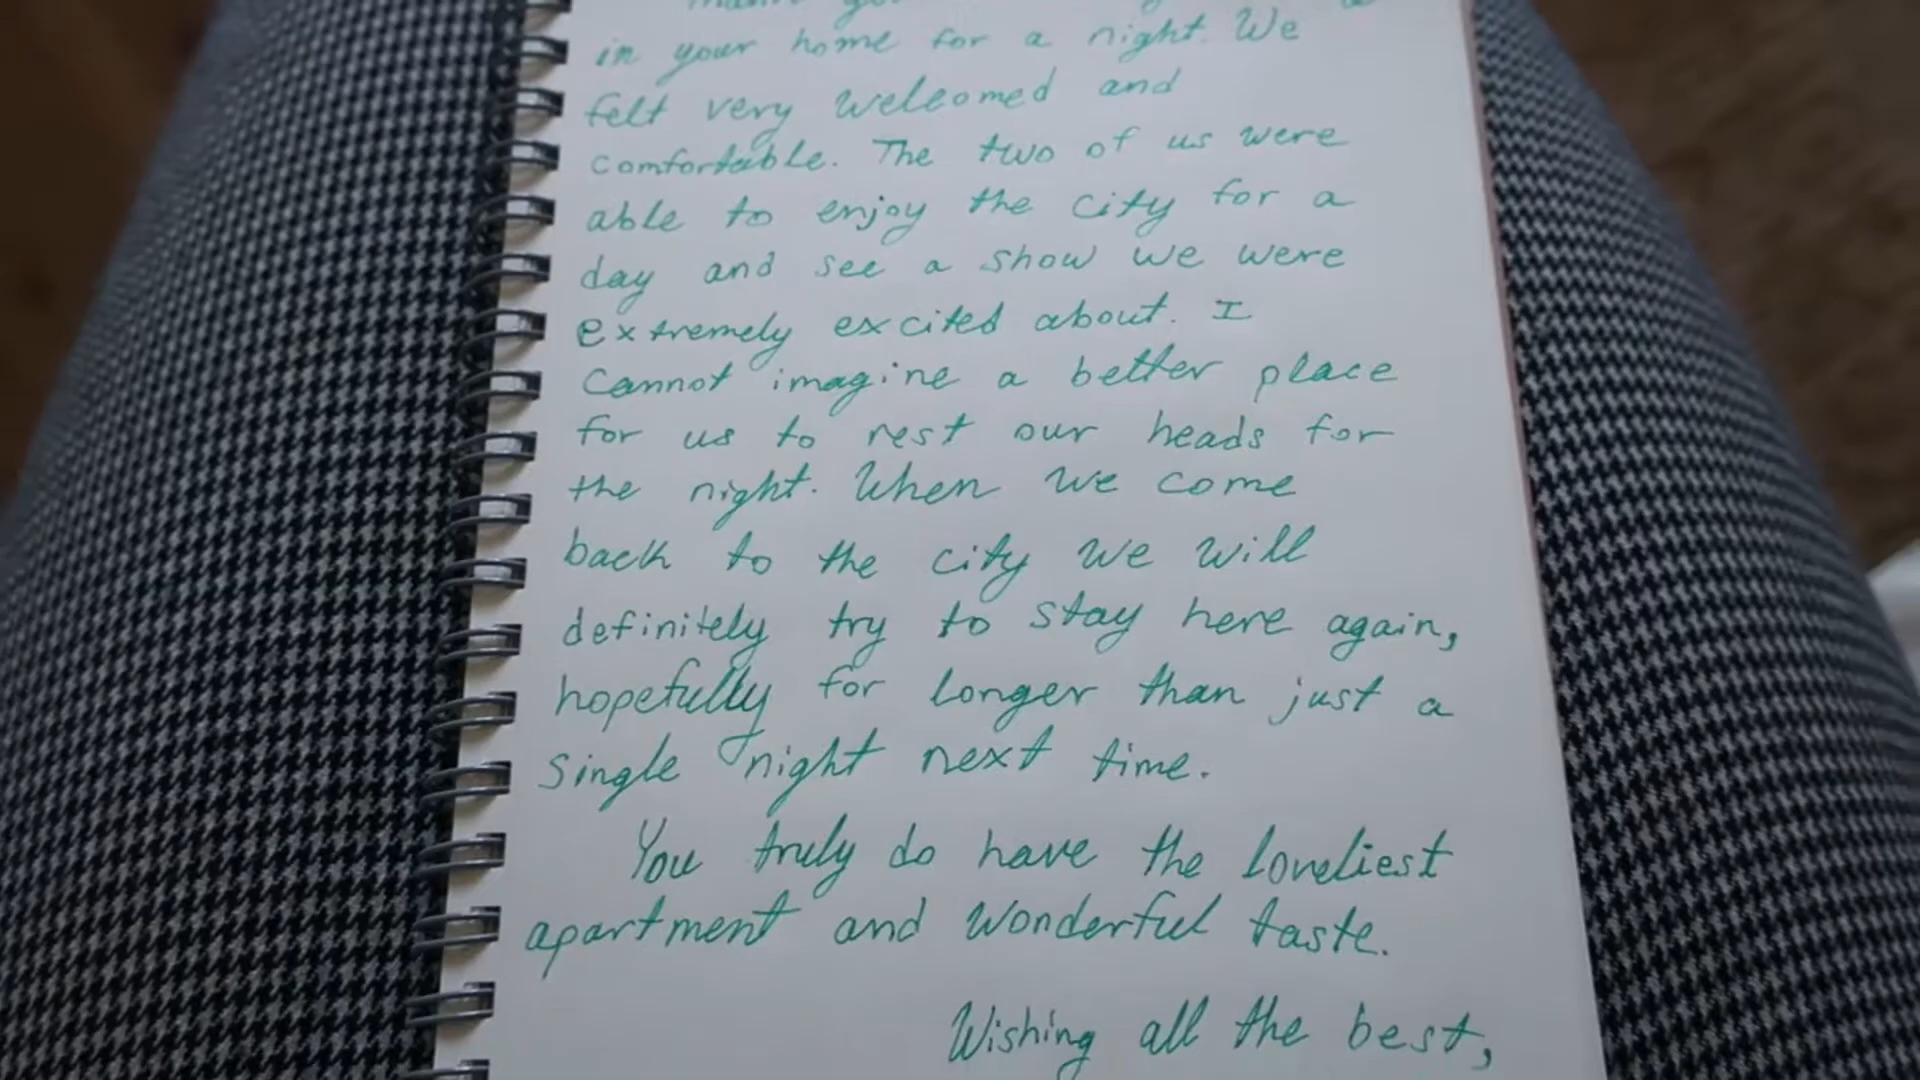 in your home for a night. We
felt very welcomed and
comfortable. The two of us were
able to enjoy the city for a
day and see a show we were
extremely excited about. I
cannot imagine a better place
for us to rest our heads for
the night. When we come
back to the city we will
definitely try to stay here again,
hopefully for longer than just a
single night next time.
You truly do have the loveliest
apartment and wonderful taste.
Wishing all the best,